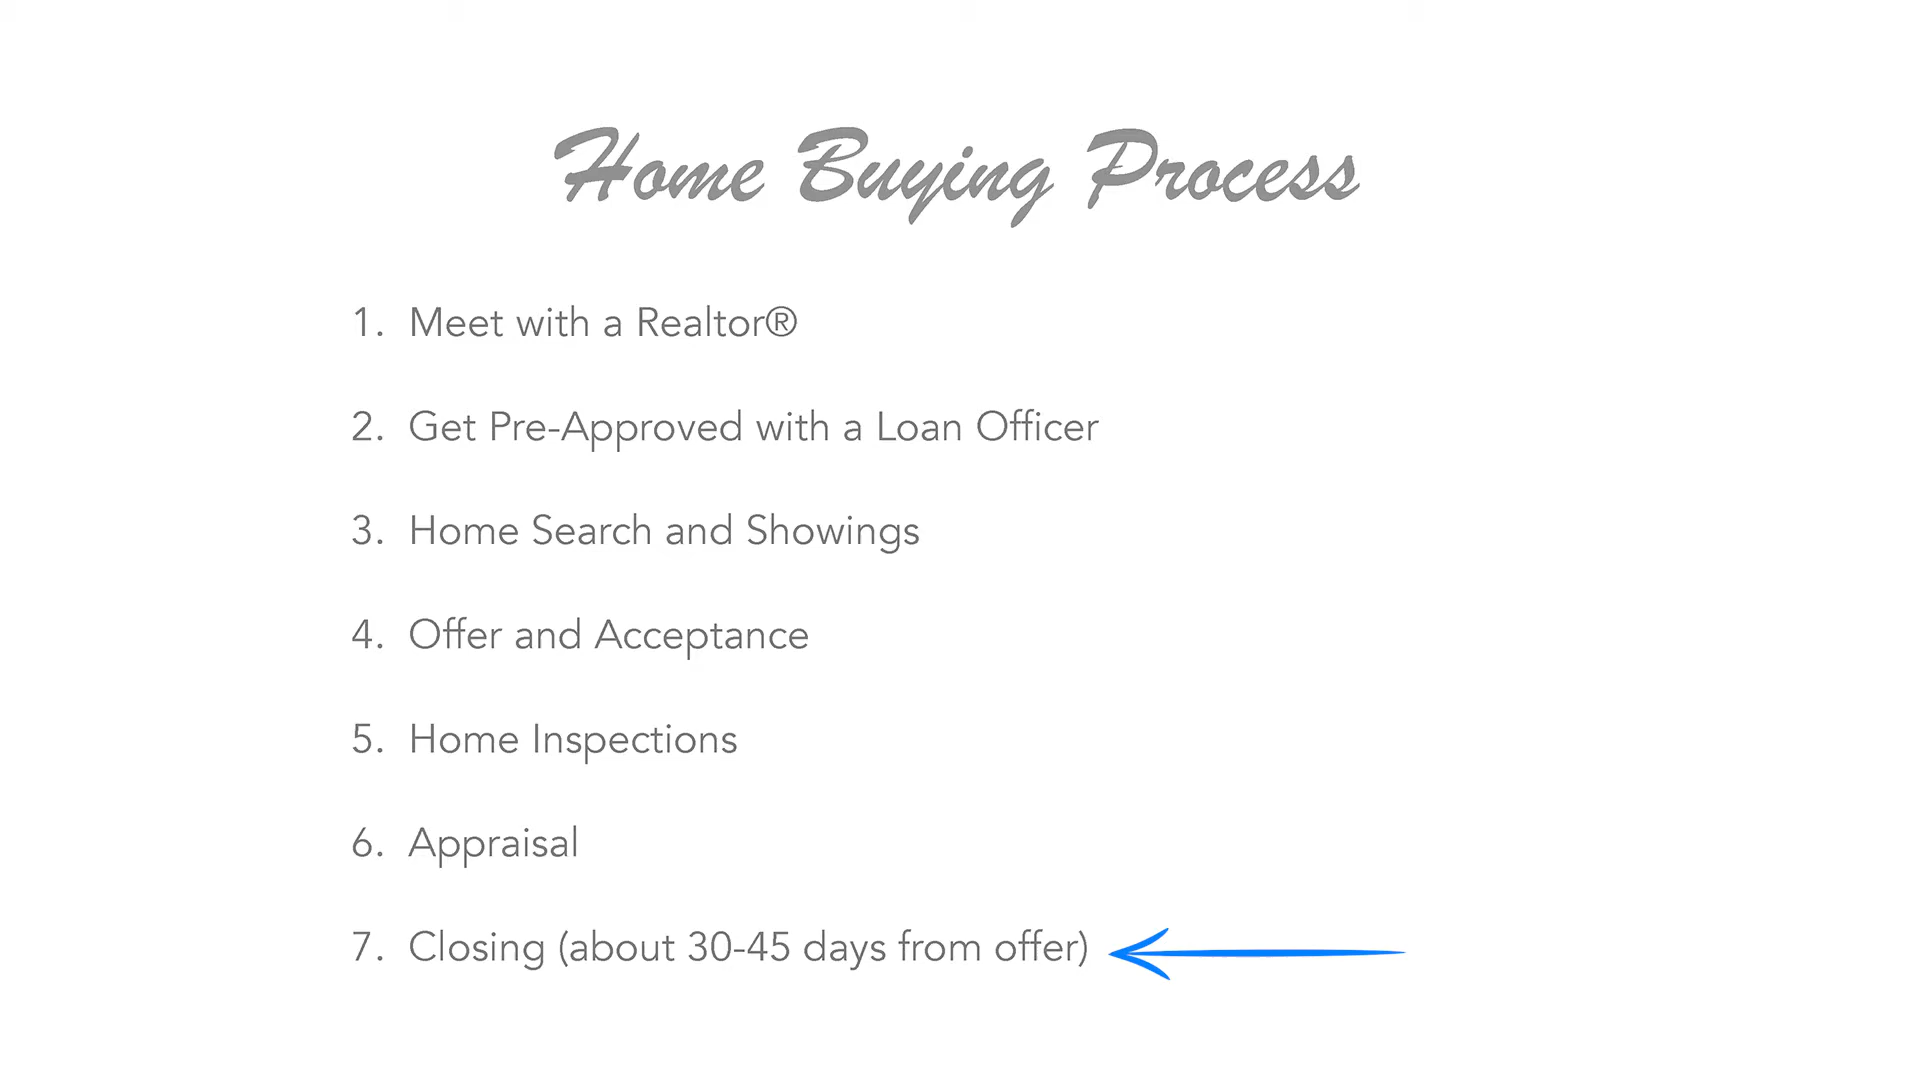 Home Buying Process
1. Meet with a Realtor®
2. Get Pre-Approved with a Loan Officer
3. Home Search and Showings
4. Offer and Acceptance
5. Home Inspections
6. Appraisal
7. Closing (about 30-45 days from offer)